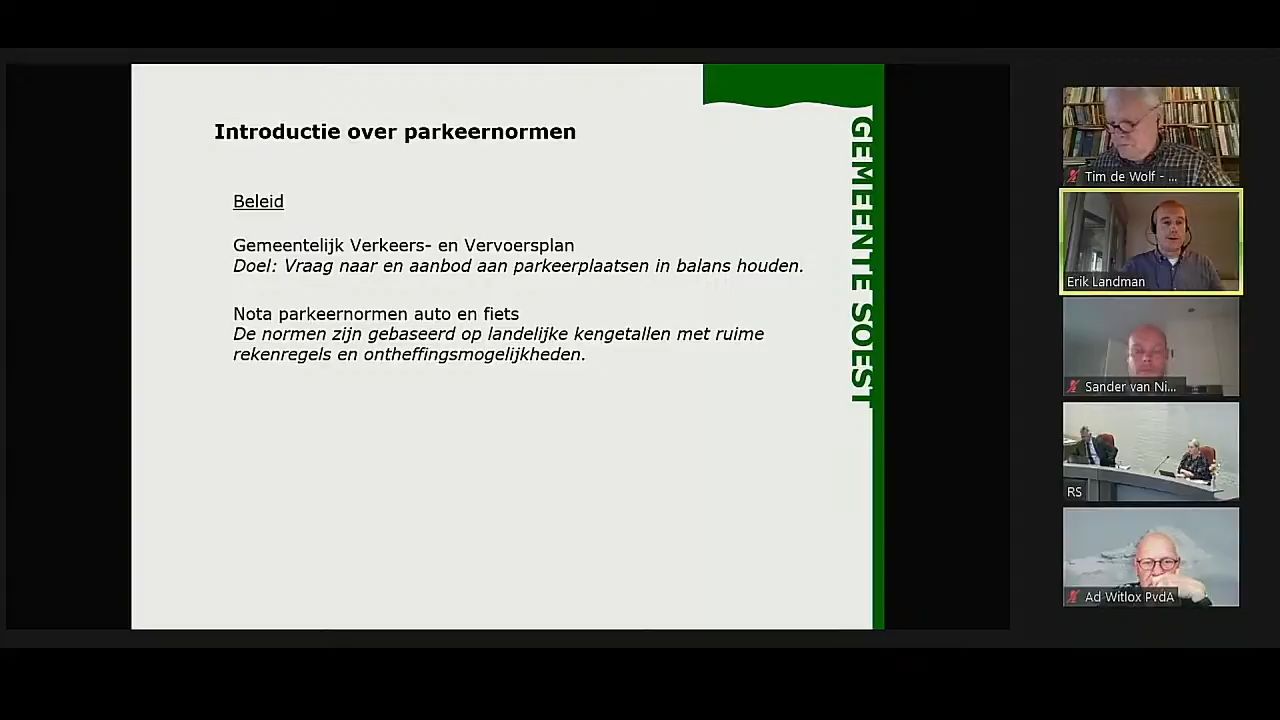 Introductie over parkeernormen
Beleid
Gemeentelijk Verkeers- en Vervoersplan
Doel: Vraag naar en aanbod aan parkeerplaatsen in balans houden.
Nota parkeernormen auto en fiets
De normen zijn gebaseerd op landelijke kengetallen met ruime
rekenregels en ontheffingsmogelijkheden.
GEMEENTE SOEST
Tim de Wolf - ...
Erik Landman
Sander van Ni...
RS
Ad Witlox PvdA